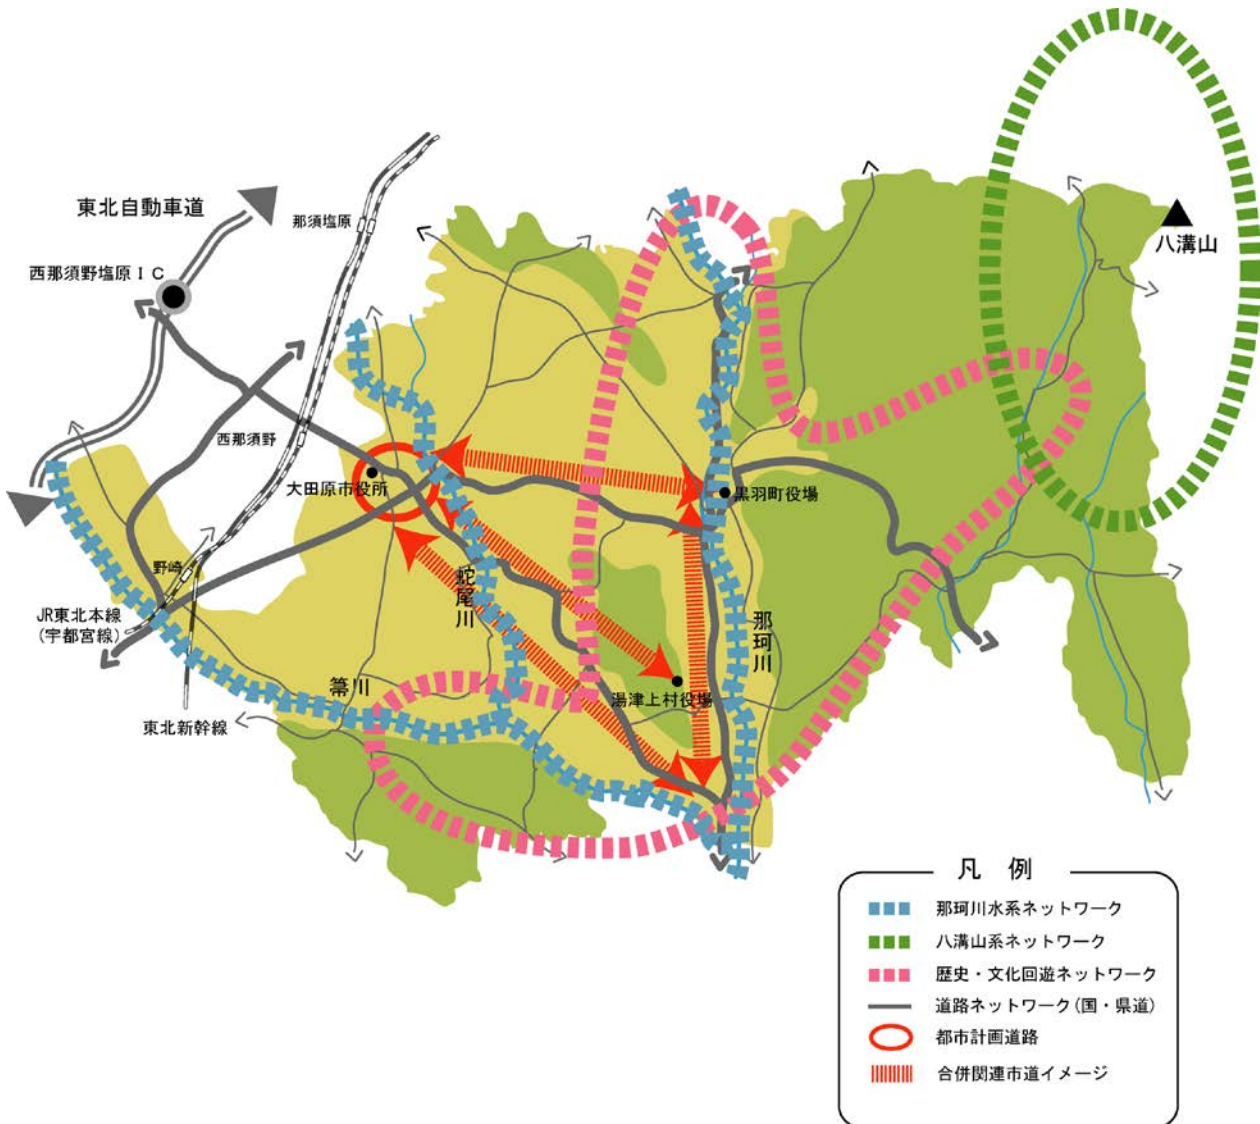 東北自動車道
那須塩原
西那須野塩原IC
八溝山
西那須野
大田原市役所
黒羽町役場
野崎
蛇尾川
JR東北本線
(宇都宮線)
那珂川
箒川
湯津上村役場
東北新幹線
凡 例
那珂川水系ネットワーク
八溝山系ネットワーク
歴史・文化回遊ネットワーク
道路ネットワーク(国・県道)
都市計画道路
合併関連市道イメージ